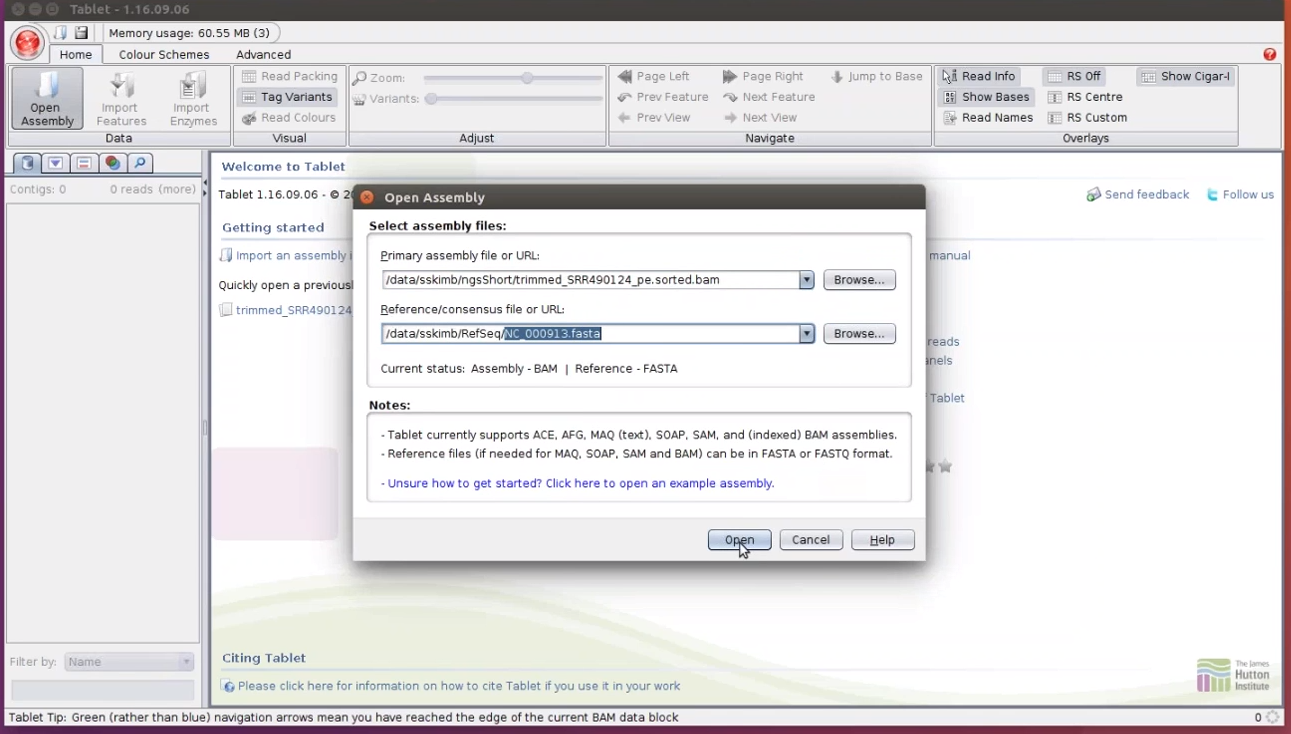 Tablet - 1.16.09.06
Memory usage: 60.55 MB (3)
Home Colour Schemes Advanced
Open Assembly
Import Features
Import Enzymes
Data
Read Packing
Tag Variants
Read Colours
Visual
Zoom:
Variants:
Adjust
Page Left Page Right Jump to Base
Prev Feature Next Feature
Prev View Next View
Navigate
Read Info RS Off Show Cigar-I
Show Bases RS Centre
Read Names RS Custom
Overlays
Contigs: 0 0 reads (more)
Filter by: Name
Welcome to Tablet
Tablet 1.16.09.06 - © 20
Send feedback Follow us
Getting started
Import an assembly i
manual
Quickly open a previousl
trimmed_SRR490124_
reads
anels
Tablet
Open Assembly
Select assembly files:
Primary assembly file or URL:
/data/sskimb/ngsShort/trimmed_SRR490124_pe.sorted.bam Browse...
Reference/consensus file or URL:
/data/sskimb/RefSeq/NC_000913.fasta Browse...
Current status: Assembly - BAM | Reference - FASTA
Notes:
- Tablet currently supports ACE, AFG, MAQ (text), SOAP, SAM, and (indexed) BAM assemblies.
- Reference files (if needed for MAQ, SOAP, SAM and BAM) can be in FASTA or FASTQ format.
- Unsure how to get started? Click here to open an example assembly.
Open Cancel Help
Citing Tablet
Please click here for information on how to cite Tablet if you use it in your work
The James
Hutton
Institute
Tablet Tip: Green (rather than blue) navigation arrows mean you have reached the edge of the current BAM data block 0